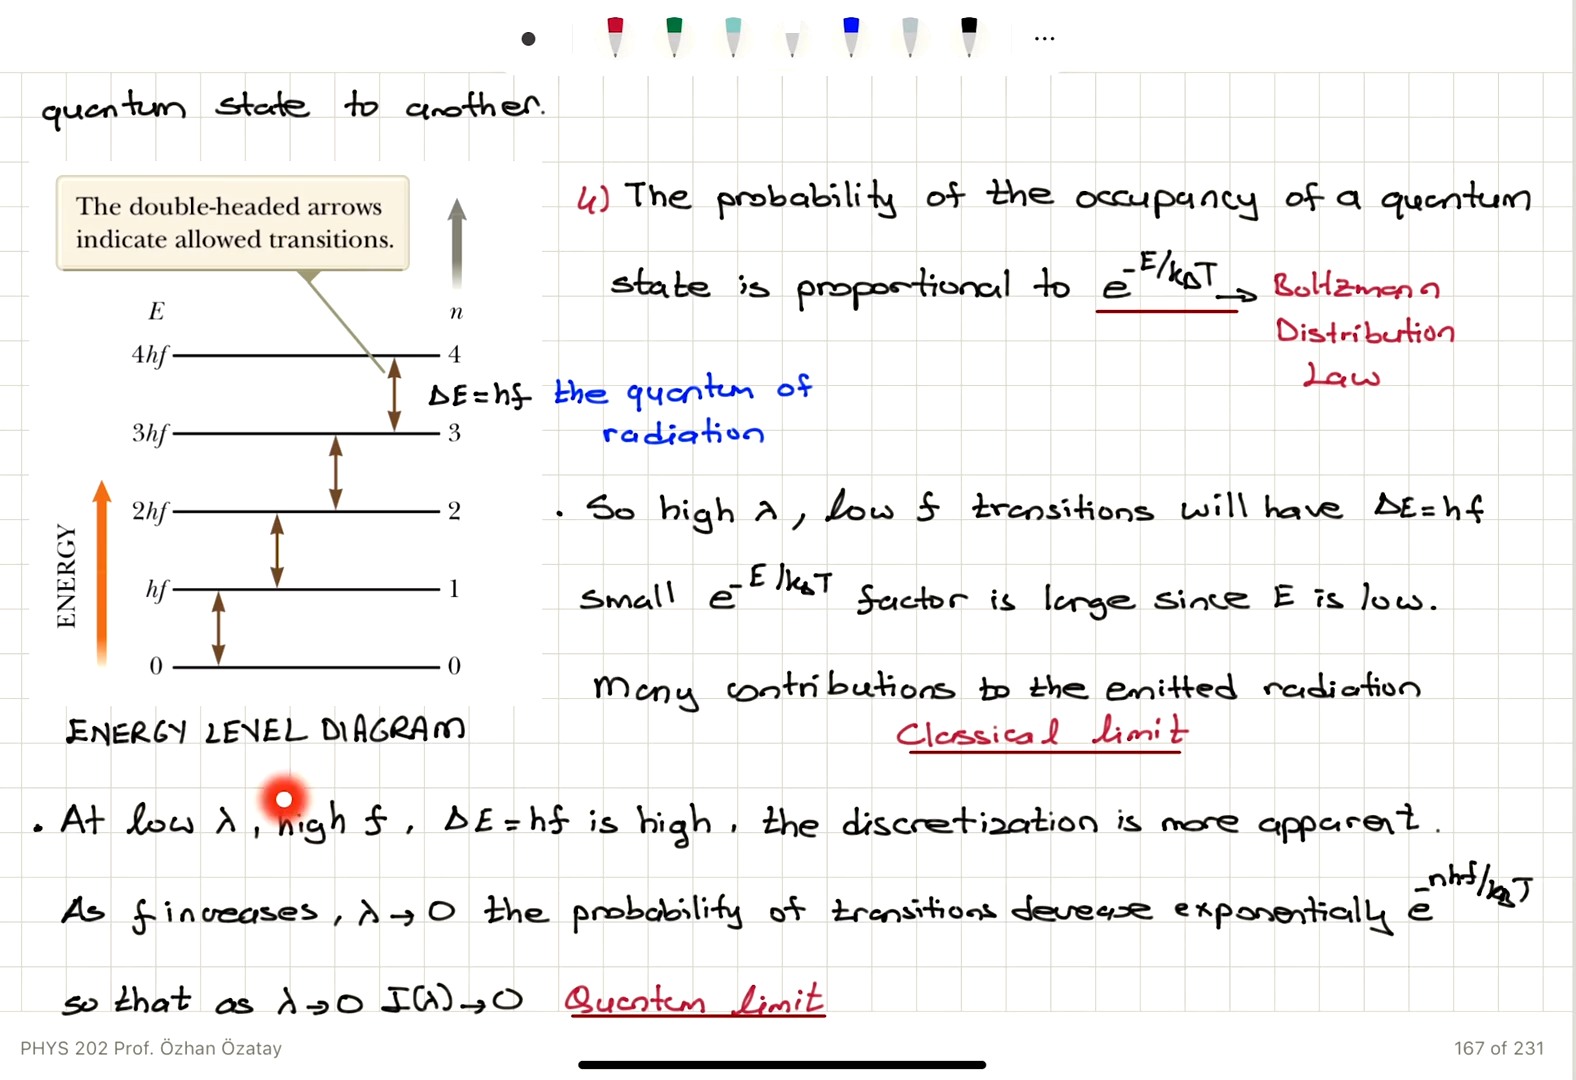 quantum state to another.
The double-headed arrows
indicate allowed transitions.
E n
4hf 4
3hf 3
2hf 2
hf 1
0 0
ENERGY
ΔE = hf the quantum of
radiation
ENERGY LEVEL DIAGRAM
4) The probability of the occupancy of a quantum
state is proportional to e^{-E/k_BT} → Boltzmann
Distribution
Law
. So high λ, low f transitions will have ΔE = hf
small e^{-E/k_BT} factor is large since E is low.
Many contributions to the emitted radiation
Classical limit
. At low λ, high f, ΔE = hf is high, the discretization is more apparent.
As f increases, λ → 0 the probability of transitions decrease exponentially e^{-nhf/k_BT}
so that as λ → 0 I(λ) → 0 Quantum limit
PHYS 202 Prof. Özhan Özatay
167 of 231